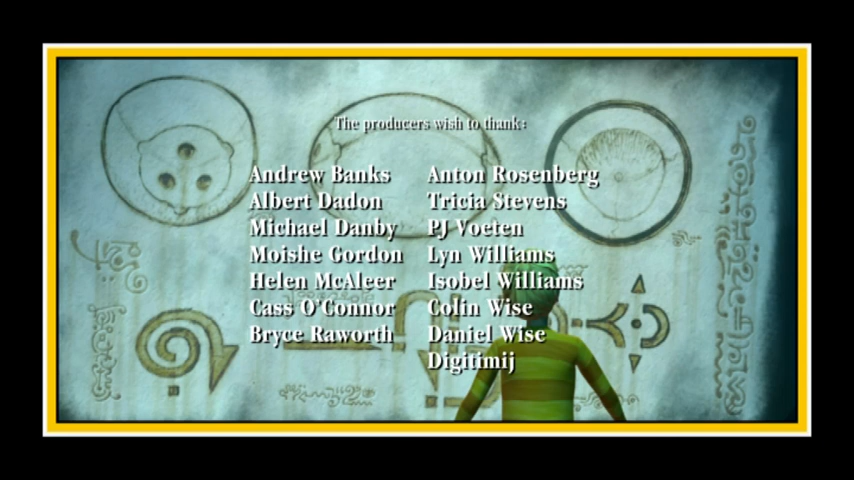 The producers wish to thank:
Andrew Banks
Albert Dadon
Michael Danby
Moishe Gordon
Helen McAleer
Cass O'Connor
Bryce Raworth
Anton Rosenberg
Tricia Stevens
PJ Voeten
Lyn Williams
Isobel Williams
Colin Wise
Daniel Wise
Digitimij